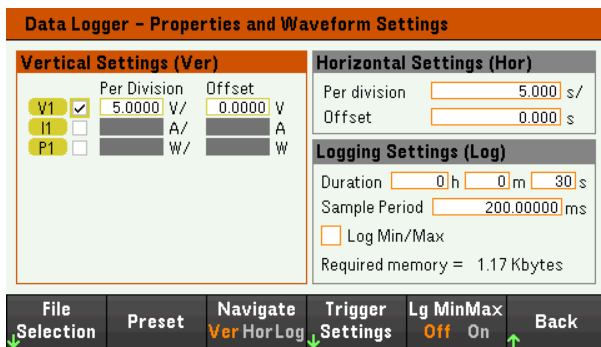 Data Logger – Properties and Waveform Settings
Vertical Settings (Ver)
Per Division Offset
V1 5.0000 V/ 0.0000 V
I1 A/ A
P1 W/ W
Horizontal Settings (Hor)
Per division 5.000 s/
Offset 0.000 s
Logging Settings (Log)
Duration 0 h 0 m 30 s
Sample Period 200.00000 ms
Log Min/Max
Required memory = 1.17 Kbytes
File Selection
Preset
Navigate
Ver Hor Log
Trigger Settings
Lg MinMax
Off On
Back